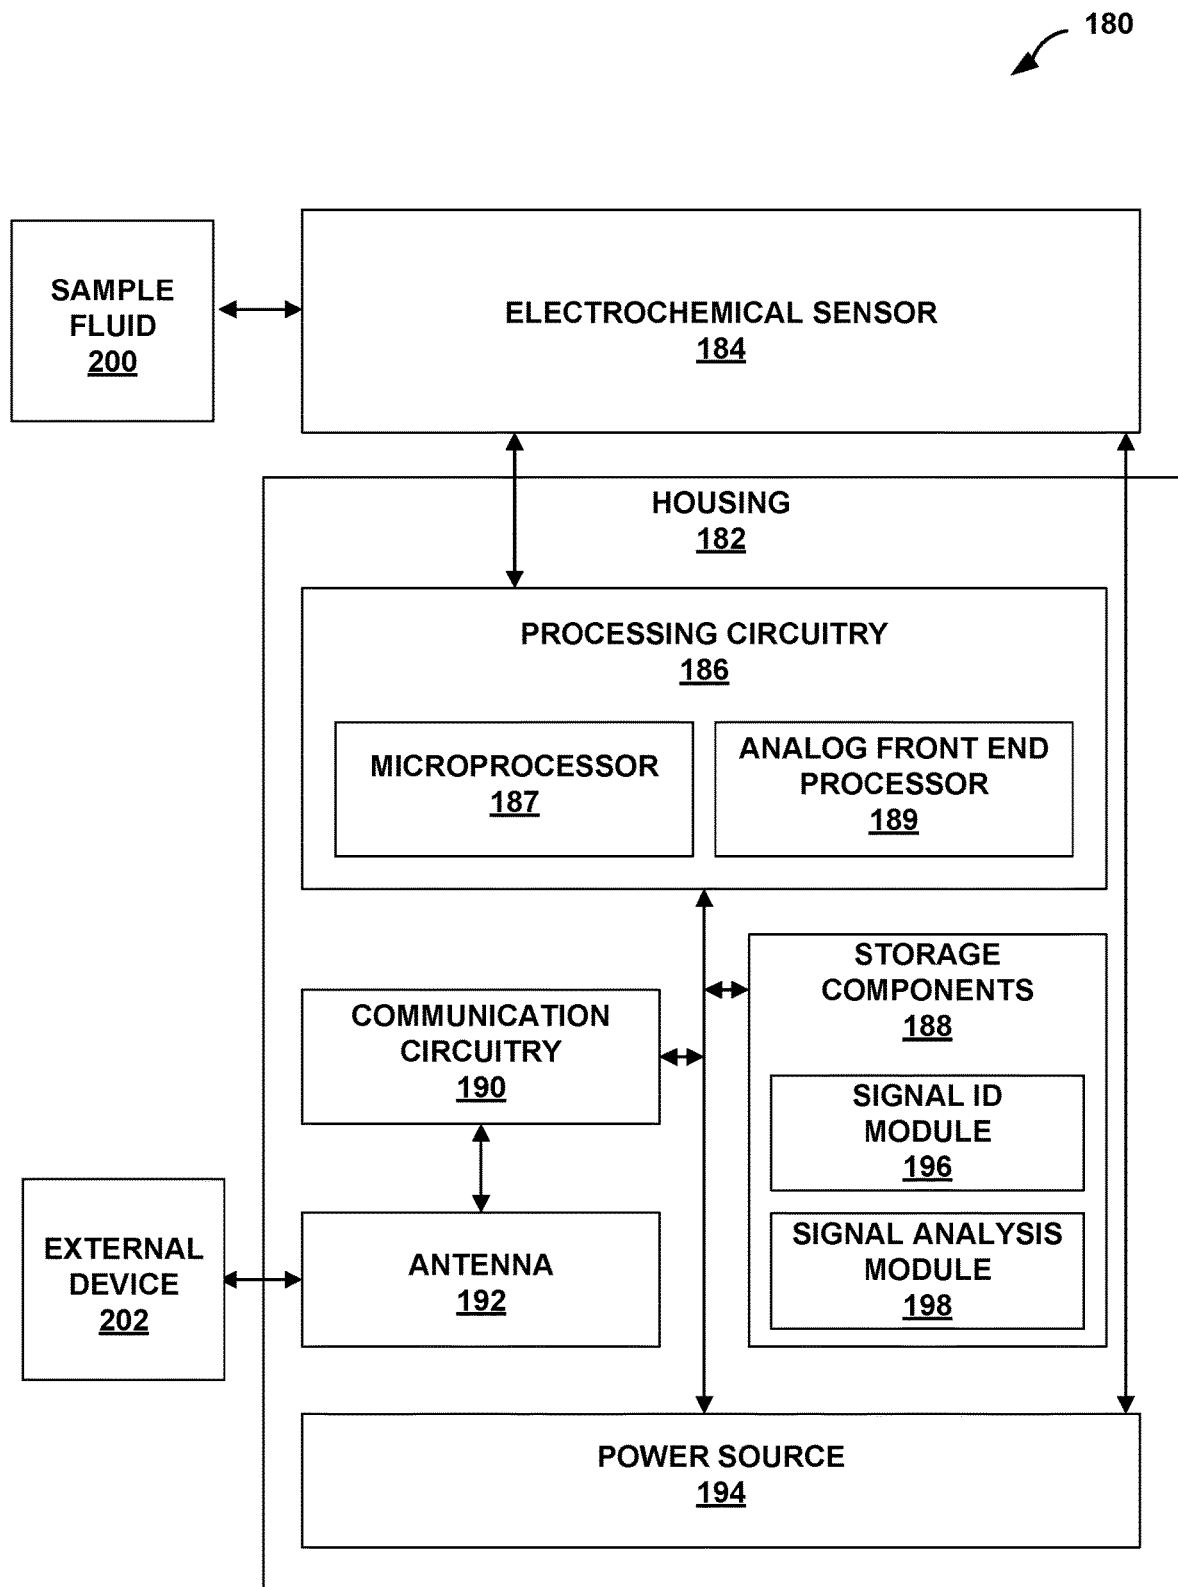 180
SAMPLE
FLUID
200
ELECTROCHEMICAL SENSOR
184
HOUSING
182
PROCESSING CIRCUITRY
186
MICROPROCESSOR
187
ANALOG FRONT END
PROCESSOR
189
STORAGE
COMPONENTS
188
COMMUNICATION
CIRCUITRY
190
SIGNAL ID
MODULE
196
EXTERNAL
DEVICE
202
ANTENNA
192
SIGNAL ANALYSIS
MODULE
198
POWER SOURCE
194